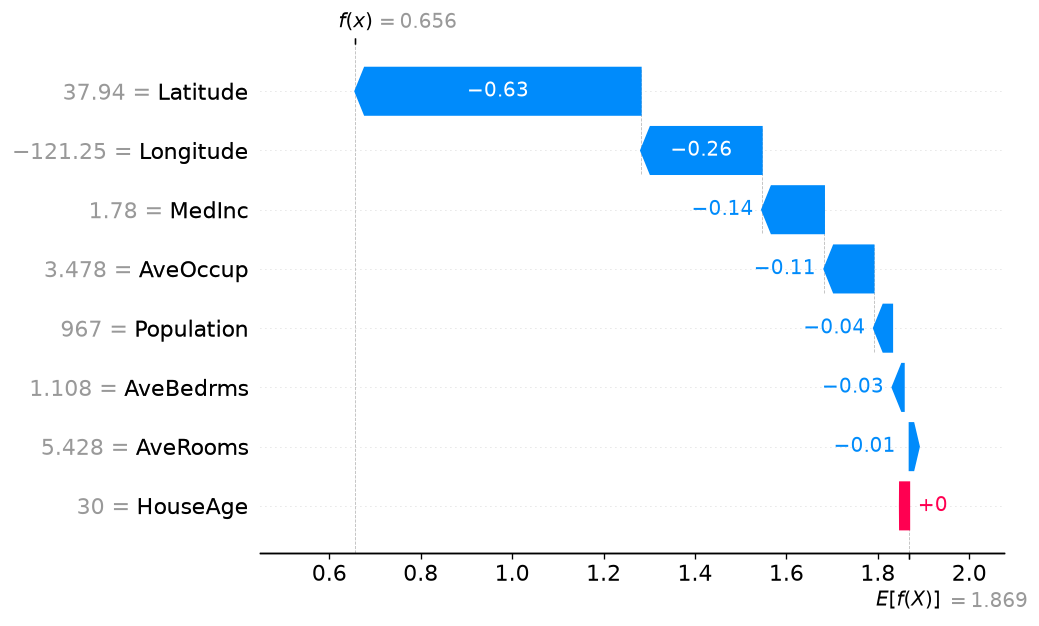 f(x) = 0.656
37.94 = Latitude −0.63
−121.25 = Longitude −0.26
1.78 = MedInc −0.14
3.478 = AveOccup −0.11
967 = Population −0.04
1.108 = AveBedrms −0.03
5.428 = AveRooms −0.01
30 = HouseAge +0
0.6 0.8 1.0 1.2 1.4 1.6 1.8 2.0
E[f(X)] = 1.869